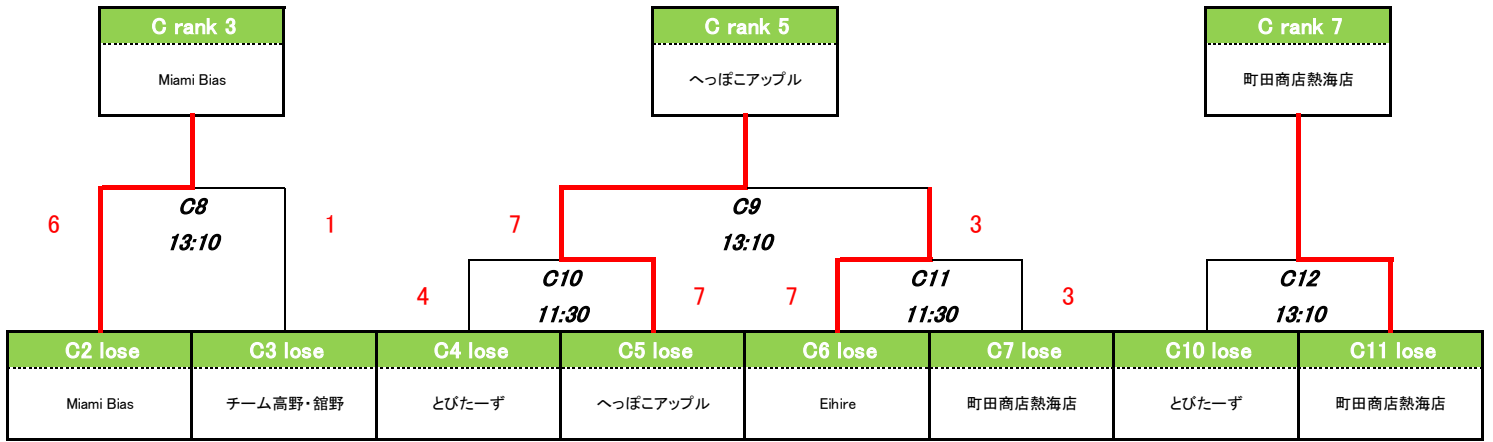 C rank 3
C rank 5
C rank 7
Miami Bias
へっぽこアップル
町田商店熱海店
6
C8
13:10
1
7
C9
13:10
3
4
C10
11:30
7
7
C11
11:30
3
C12
13:10
C2 lose
C3 lose
C4 lose
C5 lose
C6 lose
C7 lose
C10 lose
C11 lose
Miami Bias
チーム高野・舘野
とびたーず
へっぽこアップル
Eihire
町田商店熱海店
とびたーず
町田商店熱海店